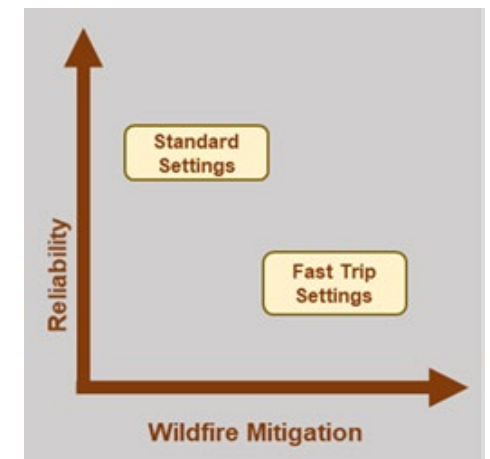 Standard
Settings
Fast Trip
Settings
Reliability
Wildfire Mitigation